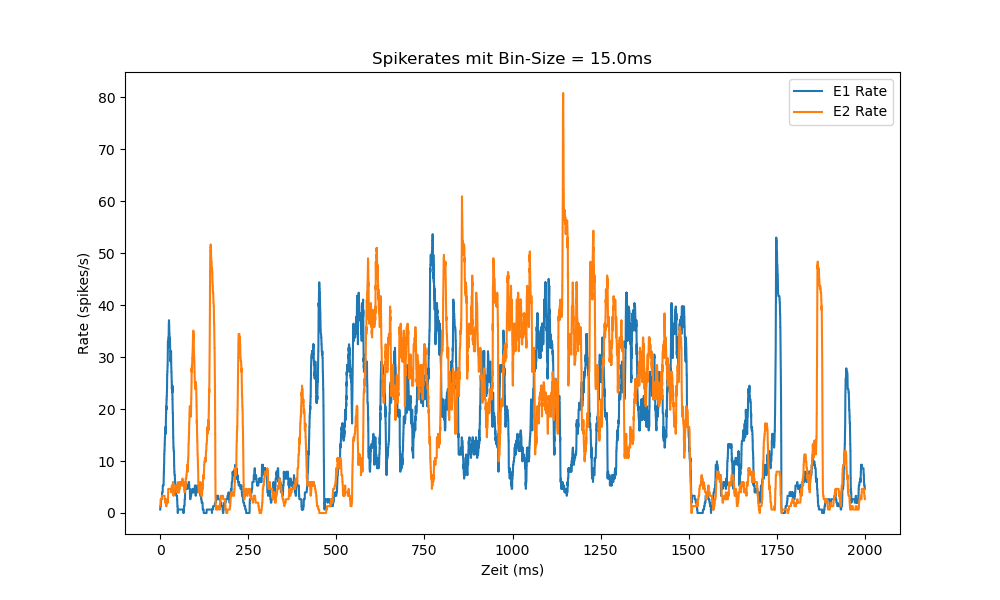 Spikerates mit Bin-Size = 15.0ms
E1 Rate
E2 Rate
80
70
60
50
40
30
20
10
0
Rate (spikes/s)
0 250 500 750 1000 1250 1500 1750 2000
Zeit (ms)